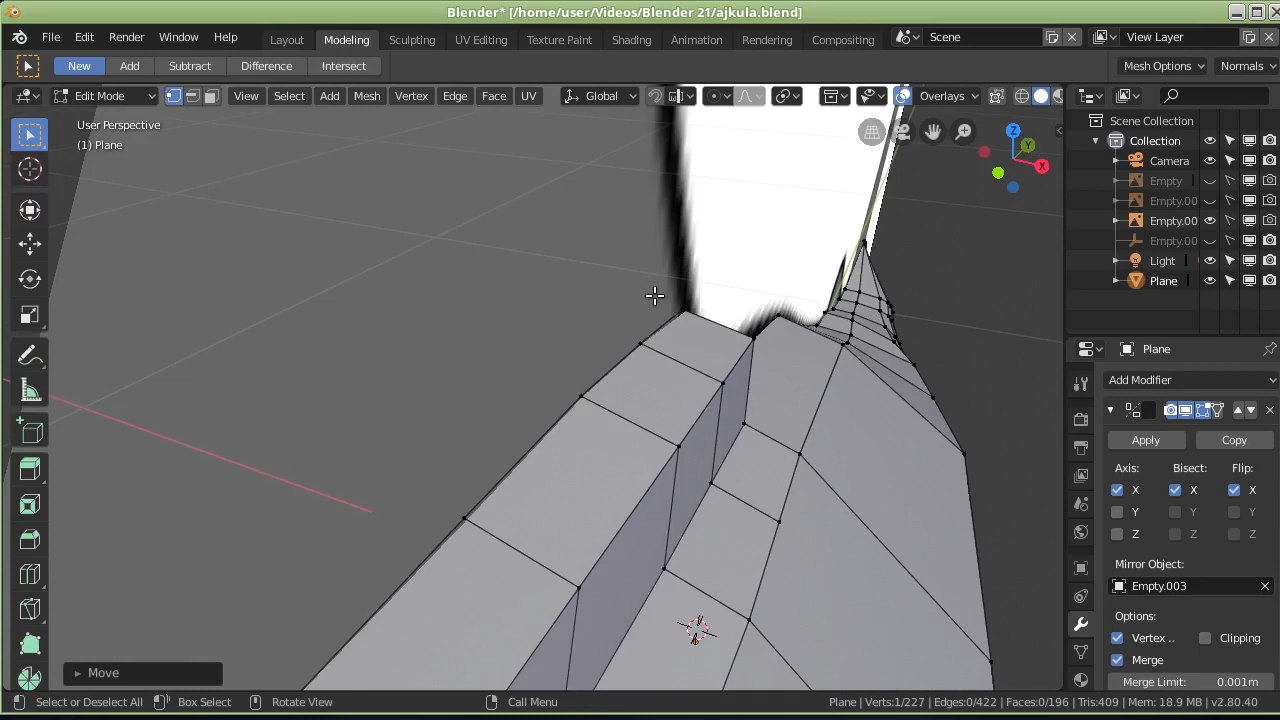 Blender* [/home/user/Videos/Blender 21/ajkula.blend]
File Edit Render Window Help Layout Modeling Sculpting UV Editing Texture Paint Shading Animation Rendering Compositing Scene View Layer
New Add Subtract Difference Intersect Mesh Options Normals
Edit Mode View Select Add Mesh Vertex Edge Face UV Global Overlays
User Perspective
(1) Plane
Z
Y
X
Scene Collection
Collection
Camera
Empty
Empty.00
Empty.00
Empty.00
Light
Plane
Plane
Add Modifier
Apply Copy
Axis: Bisect: Flip:
X X X
Y Y Y
Z Z Z
Mirror Object:
Empty.003
Options:
Vertex .. Clipping
Merge
Merge Limit: 0.001m
Move
Select or Deselect All Box Select Rotate View Call Menu Plane | Verts:1/227 | Edges:0/422 | Faces:0/196 | Tris:409 | Mem: 18.9 MB | v2.80.40